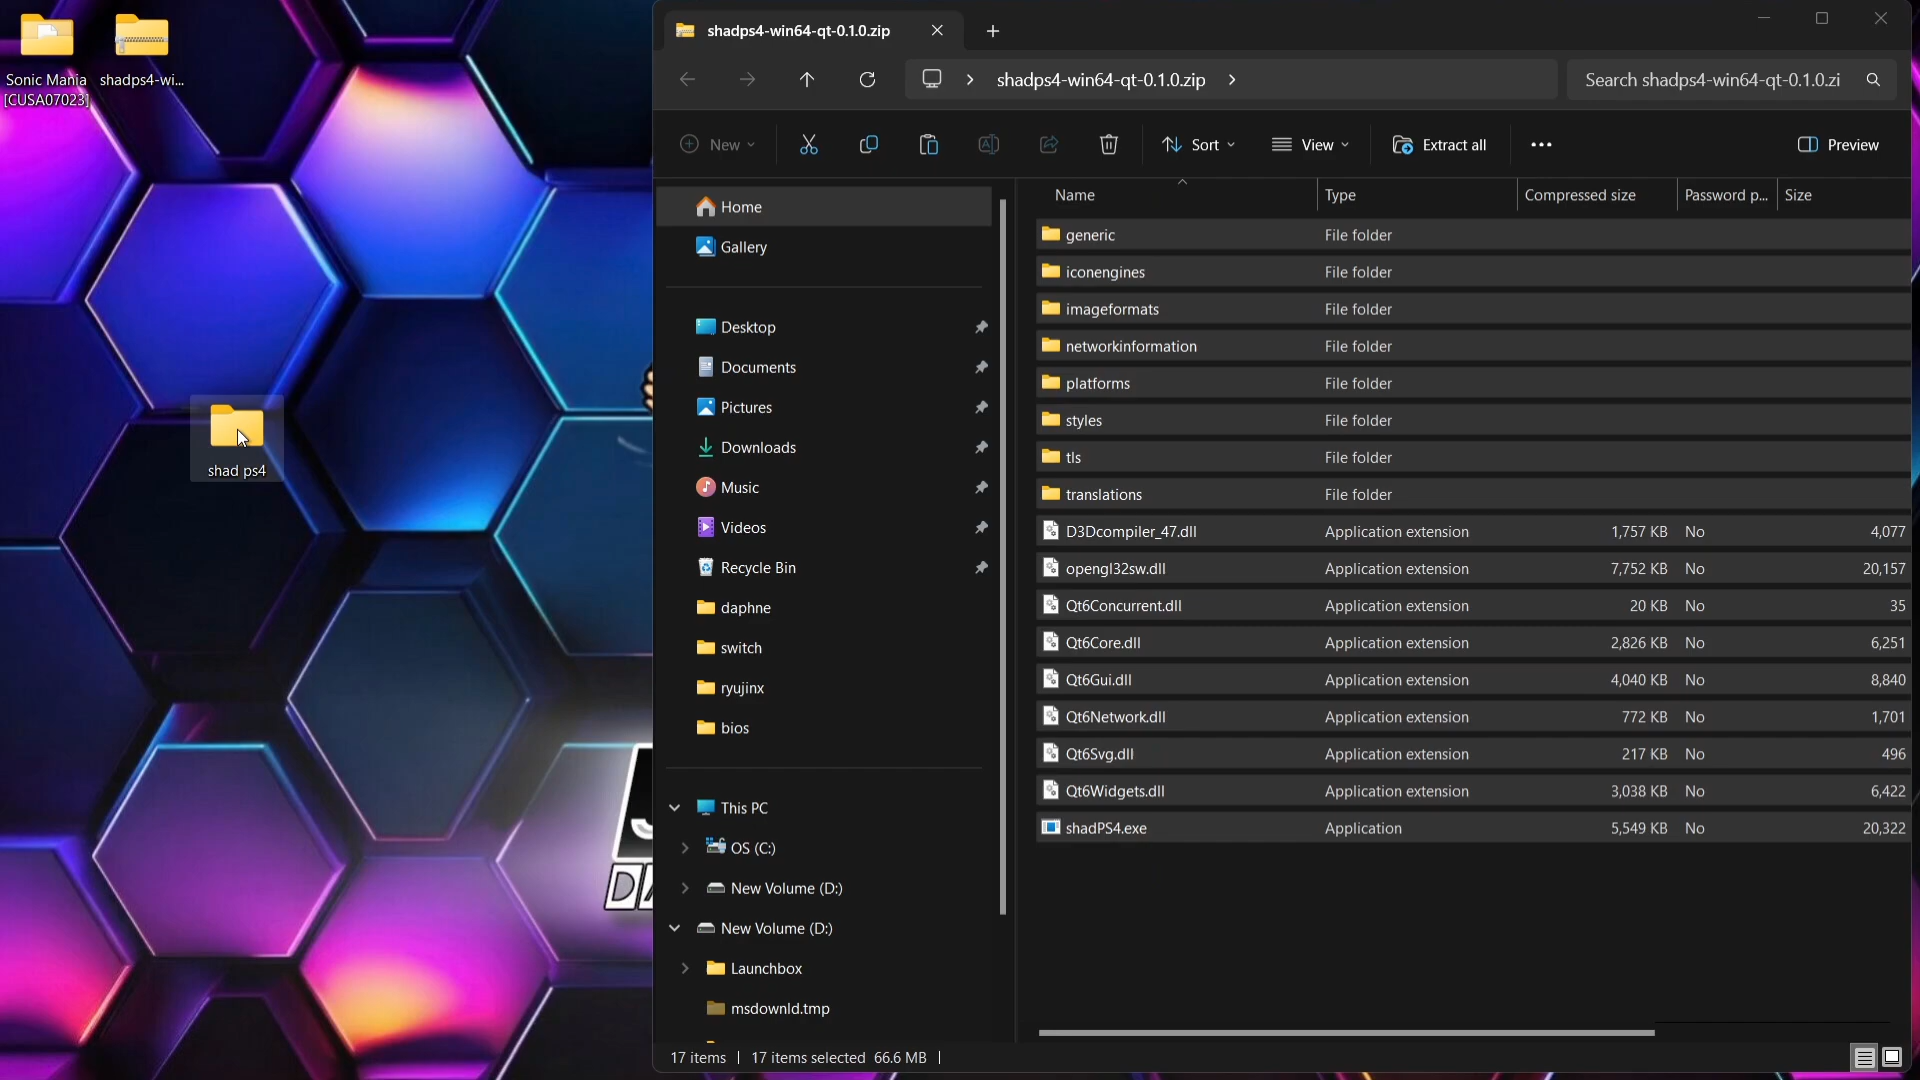 Sonic Mania
[CUSA07023]
shadps4-wi...
shad ps4
shadps4-win64-qt-0.1.0.zip
shadps4-win64-qt-0.1.0.zip
Search shadps4-win64-qt-0.1.0.zi
New
Sort
View
Extract all
Preview
Home
Gallery
Desktop
Documents
Pictures
Downloads
Music
Videos
Recycle Bin
daphne
switch
ryujinx
bios
This PC
OS (C:)
New Volume (D:)
New Volume (D:)
Launchbox
msdownld.tmp
Name Type Compressed size Password p... Size
generic File folder
iconengines File folder
imageformats File folder
networkinformation File folder
platforms File folder
styles File folder
tls File folder
translations File folder
D3Dcompiler_47.dll Application extension 1,757 KB No 4,077
opengl32sw.dll Application extension 7,752 KB No 20,157
Qt6Concurrent.dll Application extension 20 KB No 35
Qt6Core.dll Application extension 2,826 KB No 6,251
Qt6Gui.dll Application extension 4,040 KB No 8,840
Qt6Network.dll Application extension 772 KB No 1,701
Qt6Svg.dll Application extension 217 KB No 496
Qt6Widgets.dll Application extension 3,038 KB No 6,422
shadPS4.exe Application 5,549 KB No 20,322
17 items 17 items selected 66.6 MB